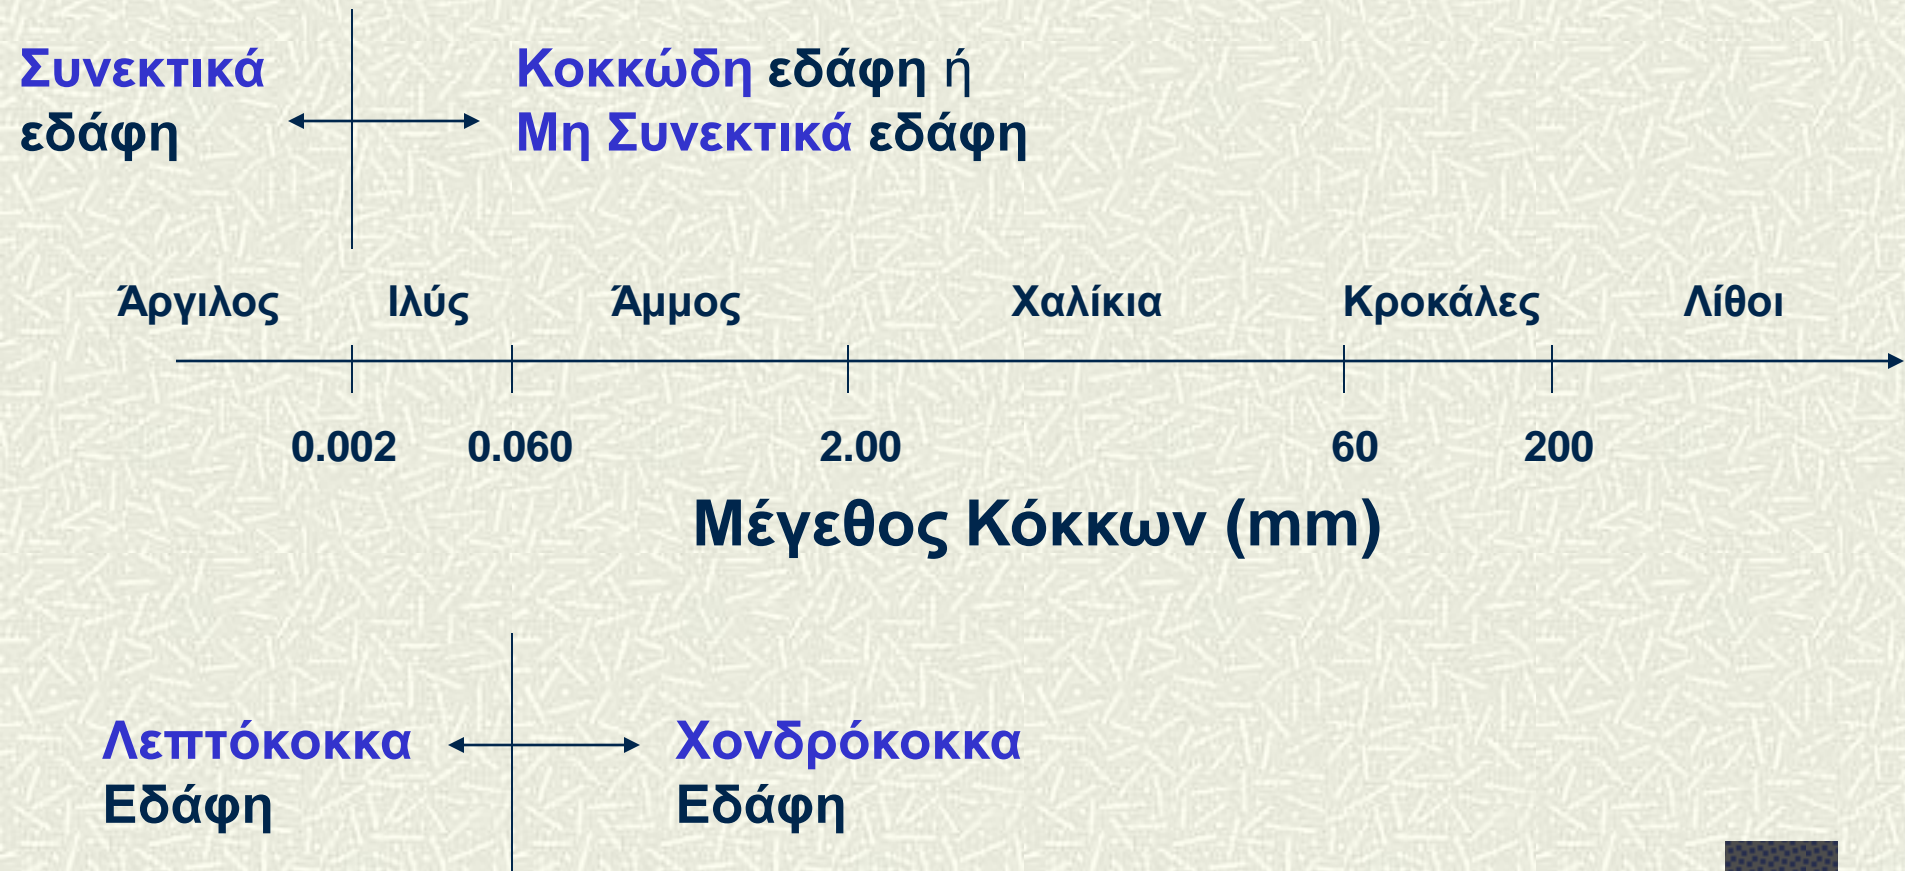 Συνεκτικά
εδάφη
Κοκκώδη εδάφη ή
Μη Συνεκτικά εδάφη
Άργιλος Ιλύς Άμμος Χαλίκια Κροκάλες Λίθοι
0.002 0.060 2.00 60 200
Μέγεθος Κόκκων (mm)
Λεπτόκοκκα
Εδάφη
Χονδρόκοκκα
Εδάφη